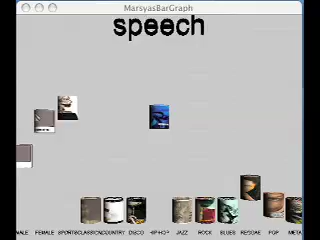 MarsyasBarGraph
speech
MALE FEMALE SPORTS CLASSIC COUNTRY DISCO HIPHOP JAZZ ROCK BLUES REGGAE POP META